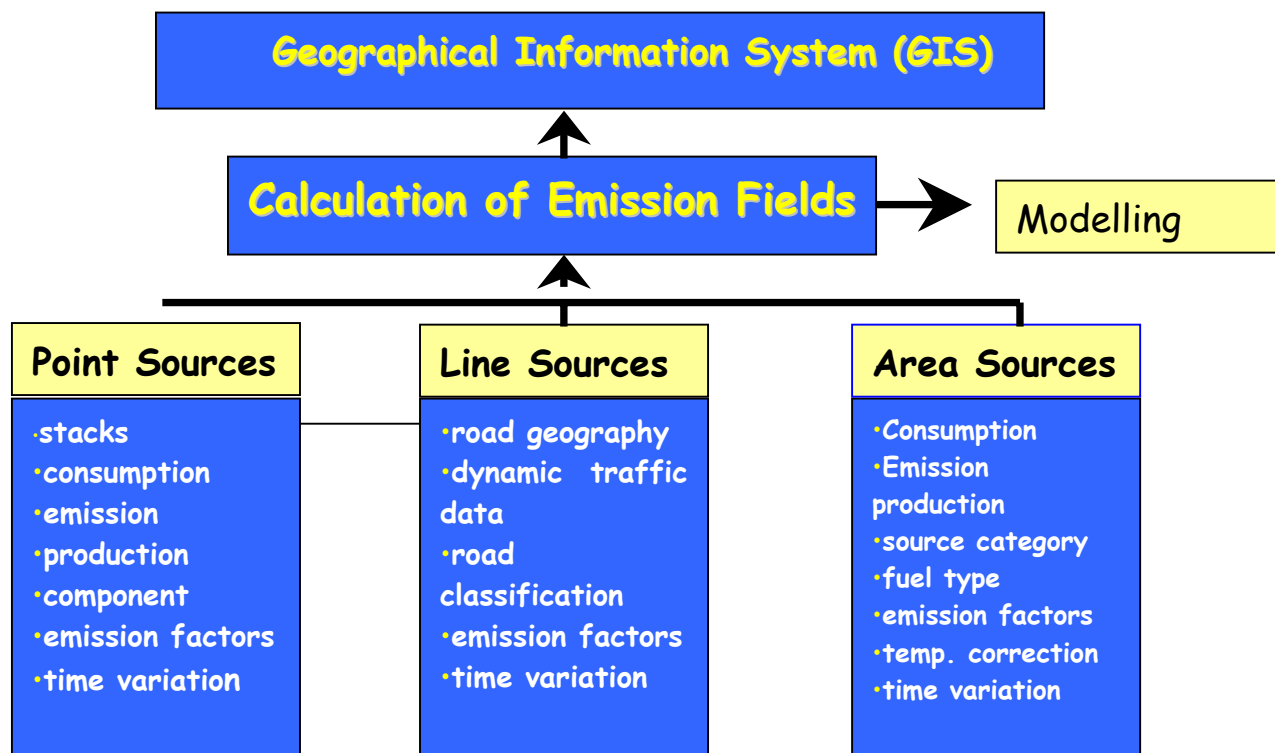 Geographical Information System (GIS)
Calculation of Emission Fields
Modelling
Point Sources
·stacks
•consumption
•emission
•production
•component
•emission factors
•time variation
Line Sources
•road geography
•dynamic traffic
data
•road
classification
•emission factors
•time variation
Area Sources
•Consumption
•Emission
production
•source category
•fuel type
•emission factors
•temp. correction
•time variation